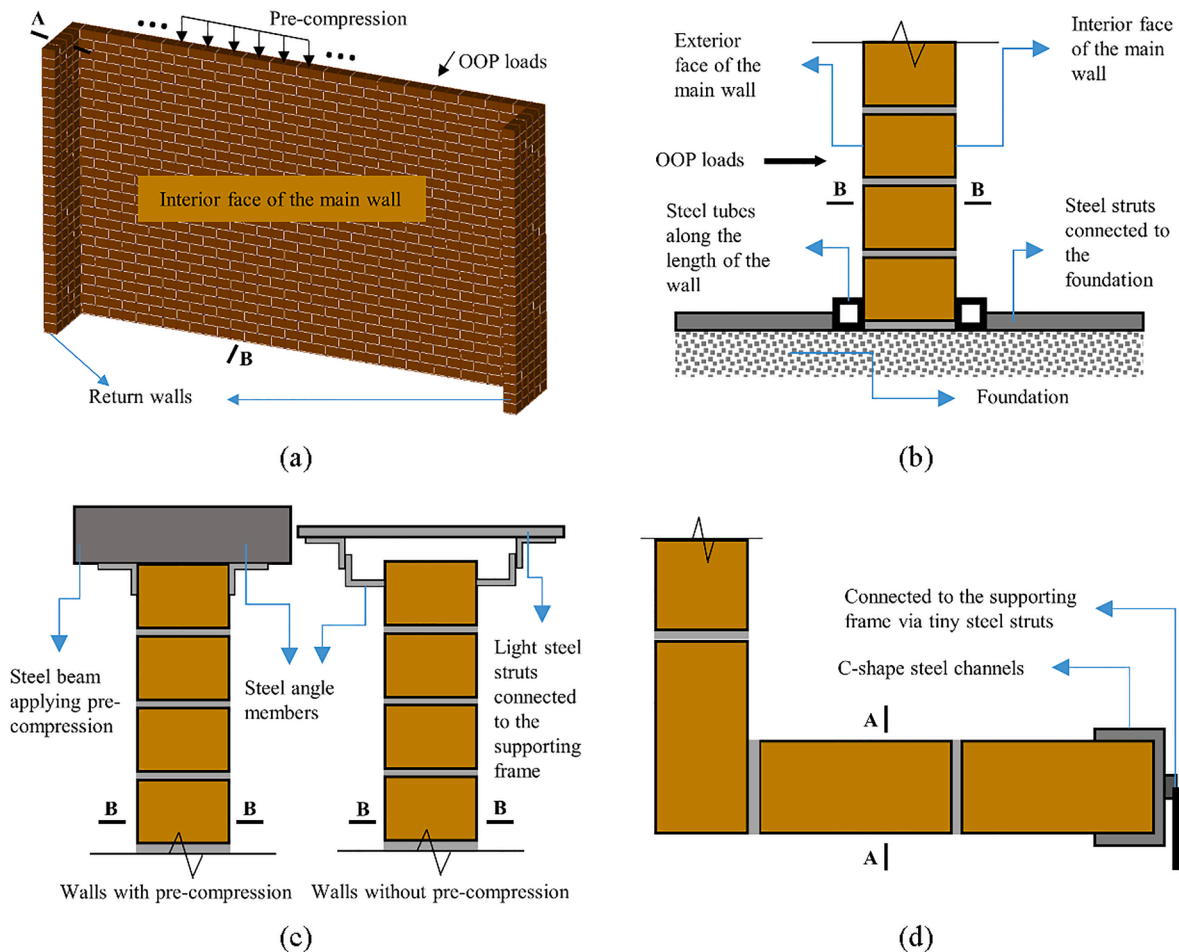 A
Pre-compression
OOP loads
Interior face of the main wall
B
Return walls
(a)
Exterior
face of the
main wall
Interior face
of the main
wall
OOP loads
B
B
Steel tubes
along the
length of the
wall
Steel struts
connected to
the
foundation
Foundation
(b)
Steel beam
applying pre-
compression
Steel angle
members
Light steel
struts
connected to
the
supporting
frame
B
B
B
B
Walls with pre-compression
Walls without pre-compression
(c)
Connected to the supporting
frame via tiny steel struts
C-shape steel channels
A
A
(d)